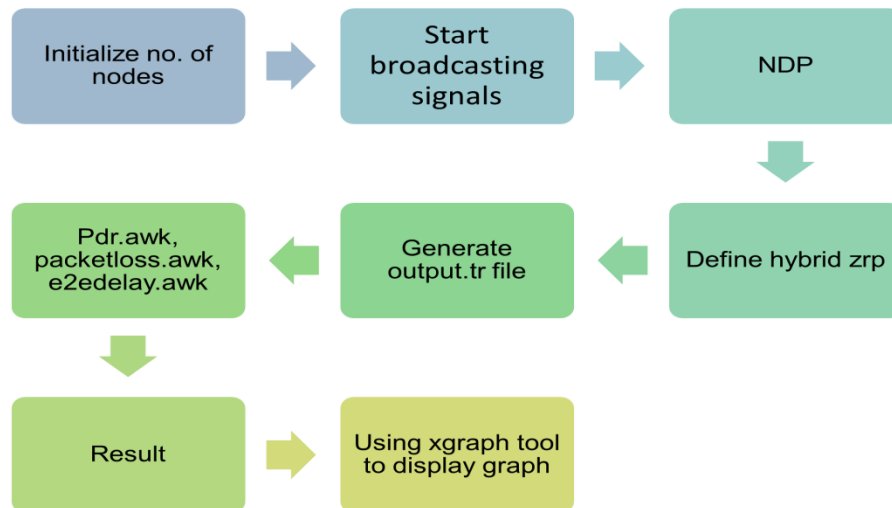 Initialize no. of
nodes
Start
broadcasting
signals
NDP
Define hybrid zrp
Generate
output.tr file
Pdr.awk,
packetloss.awk,
e2edelay.awk
Result
Using xgraph tool
to display graph